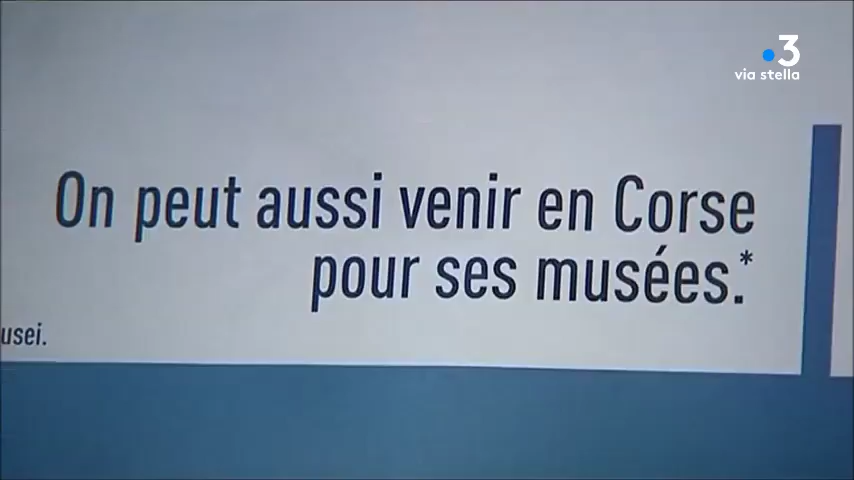 3
via stella
On peut aussi venir en Corse
pour ses musées.*
usei.